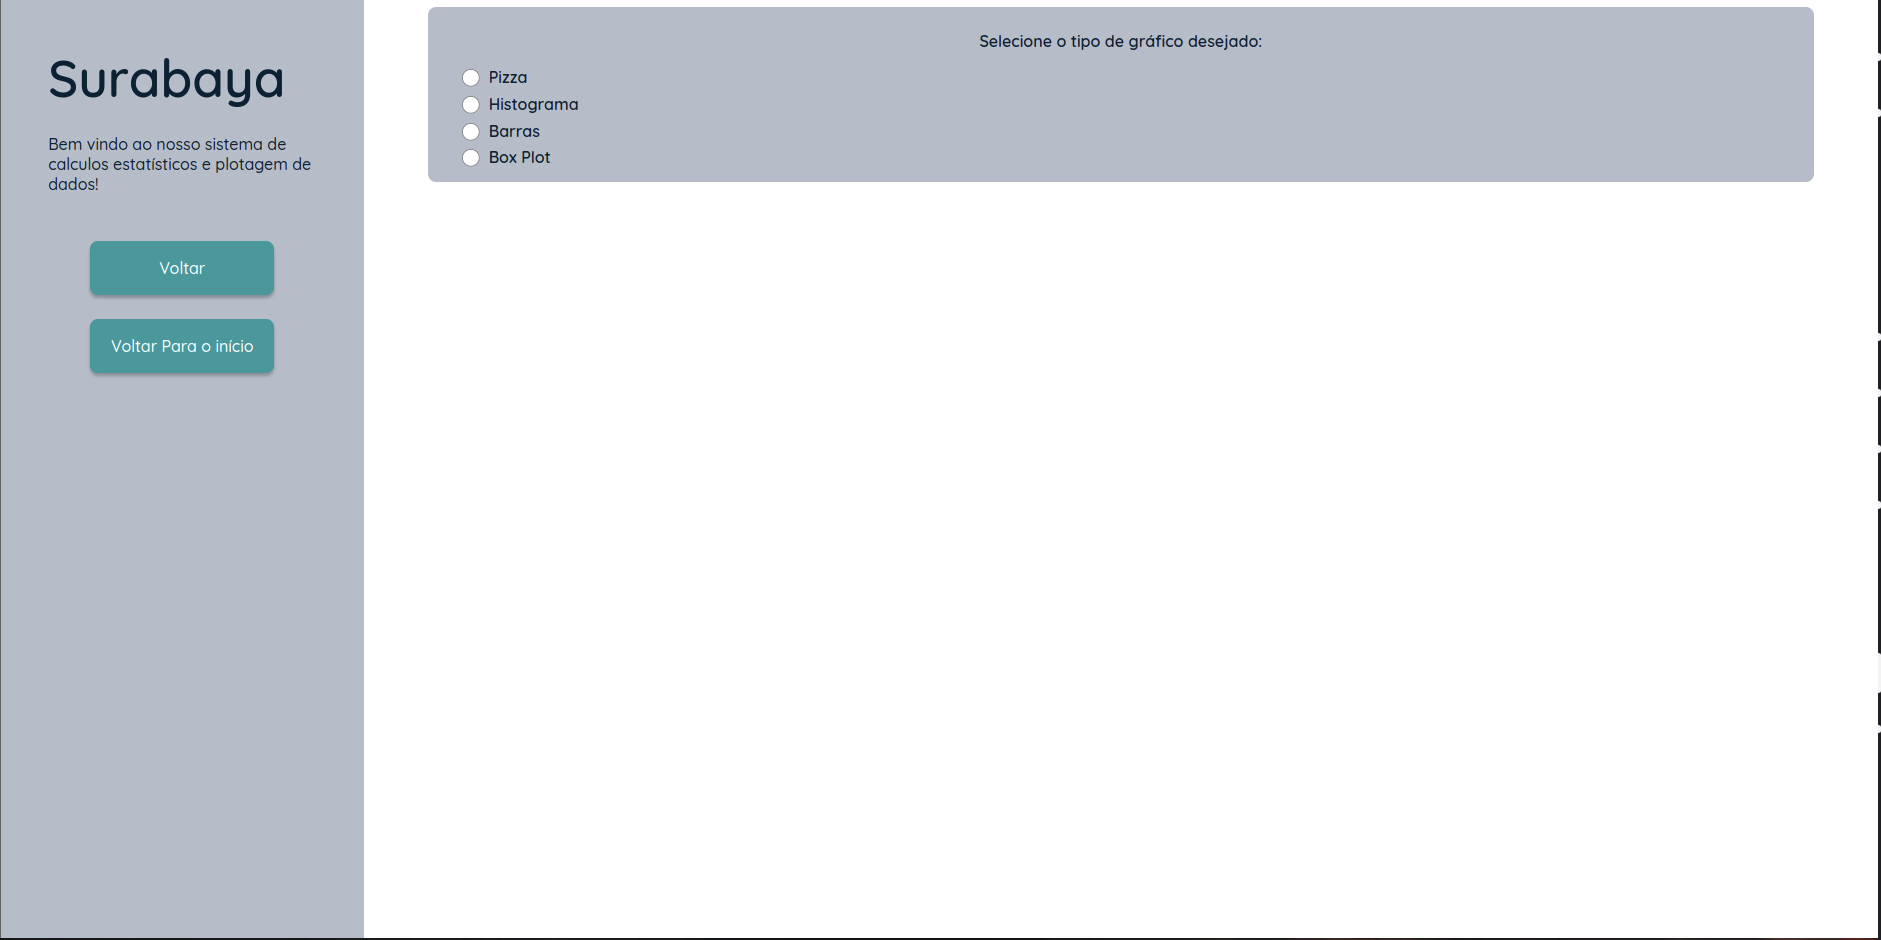 Surabaya
Bem vindo ao nosso sistema de
calculos estatísticos e plotagem de
dados!
Voltar
Voltar Para o início
Selecione o tipo de gráfico desejado:
Pizza
Histograma
Barras
Box Plot